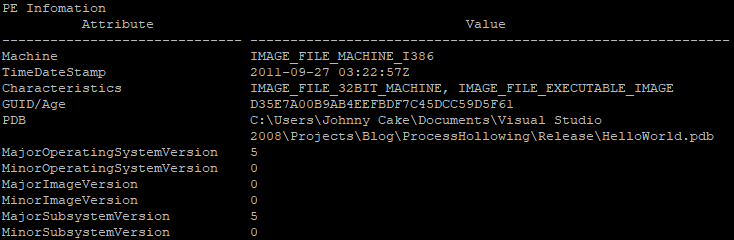 PE Infomation
Attribute Value
------------------------------ ------------------------------------------------------------
Machine IMAGE_FILE_MACHINE_I386
TimeDateStamp 2011-09-27 03:22:57Z
Characteristics IMAGE_FILE_32BIT_MACHINE, IMAGE_FILE_EXECUTABLE_IMAGE
GUID/Age D35E7A00B9AB4EEFBDF7C45DCC59D5F61
PDB C:\Users\Johnny Cake\Documents\Visual Studio
2008\Projects\Blog\ProcessHollowing\Release\HelloWorld.pdb
MajorOperatingSystemVersion 5
MinorOperatingSystemVersion 0
MajorImageVersion 0
MinorImageVersion 0
MajorSubsystemVersion 5
MinorSubsystemVersion 0